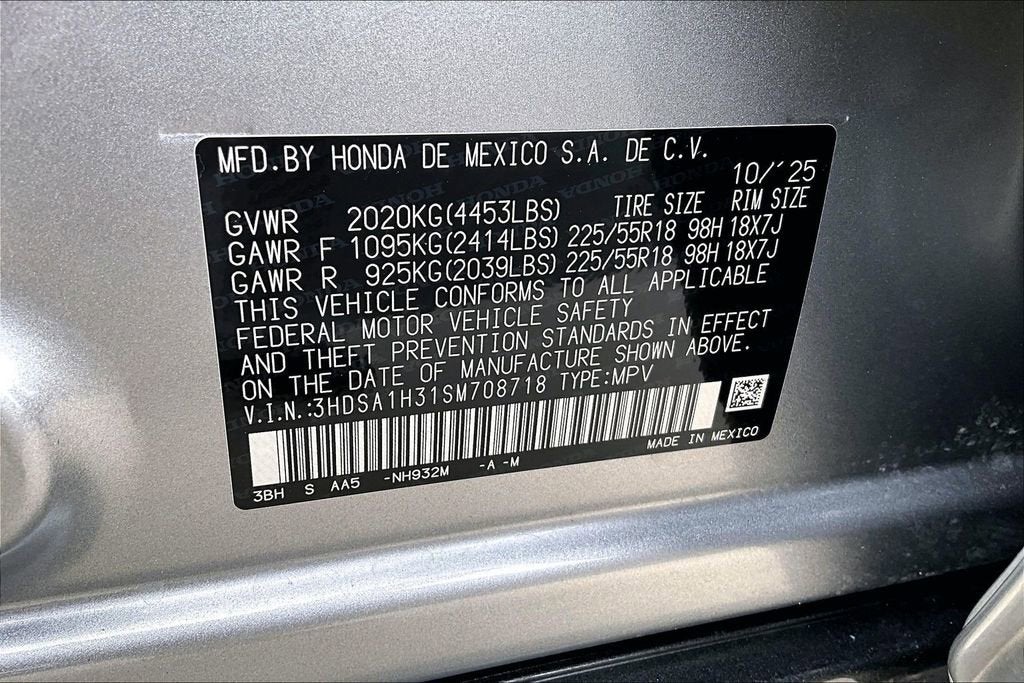 MFD.BY HONDA DE MEXICO S.A. DE C.V.
10/'25
TIRE SIZE RIM SIZE
GVWR 2020KG(4453LBS)
GAWR F 1095KG(2414LBS) 225/55R18 98H 18X7J
GAWR R 925KG(2039LBS) 225/55R18 98H 18X7J
THIS VEHICLE CONFORMS TO ALL APPLICABLE
FEDERAL MOTOR VEHICLE SAFETY
AND THEFT PREVENTION STANDARDS IN EFFECT
ON THE DATE OF MANUFACTURE SHOWN ABOVE.
V.I.N.:3HDSA1H31SM708718 TYPE:MPV
MADE IN MEXICO
3BH S AA5 -NH932M -A -M